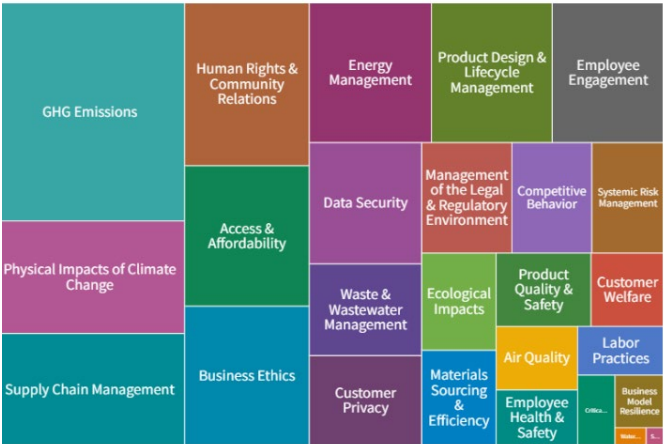 GHG Emissions
Physical Impacts of Climate
Change
Supply Chain Management
Human Rights &
Community
Relations
Access &
Affordability
Business Ethics
Energy
Management
Product Design &
Lifecycle
Management
Employee
Engagement
Data Security
Waste &
Wastewater
Management
Customer
Privacy
Management
of the Legal
& Regulatory
Environment
Competitive
Behavior
Systemic Risk
Management
Ecological
Impacts
Product
Quality &
Safety
Customer
Welfare
Materials
Sourcing
&
Efficiency
Air Quality
Labor
Practices
Employee
Health &
Safety
Critica...
Business
Model
Resilience